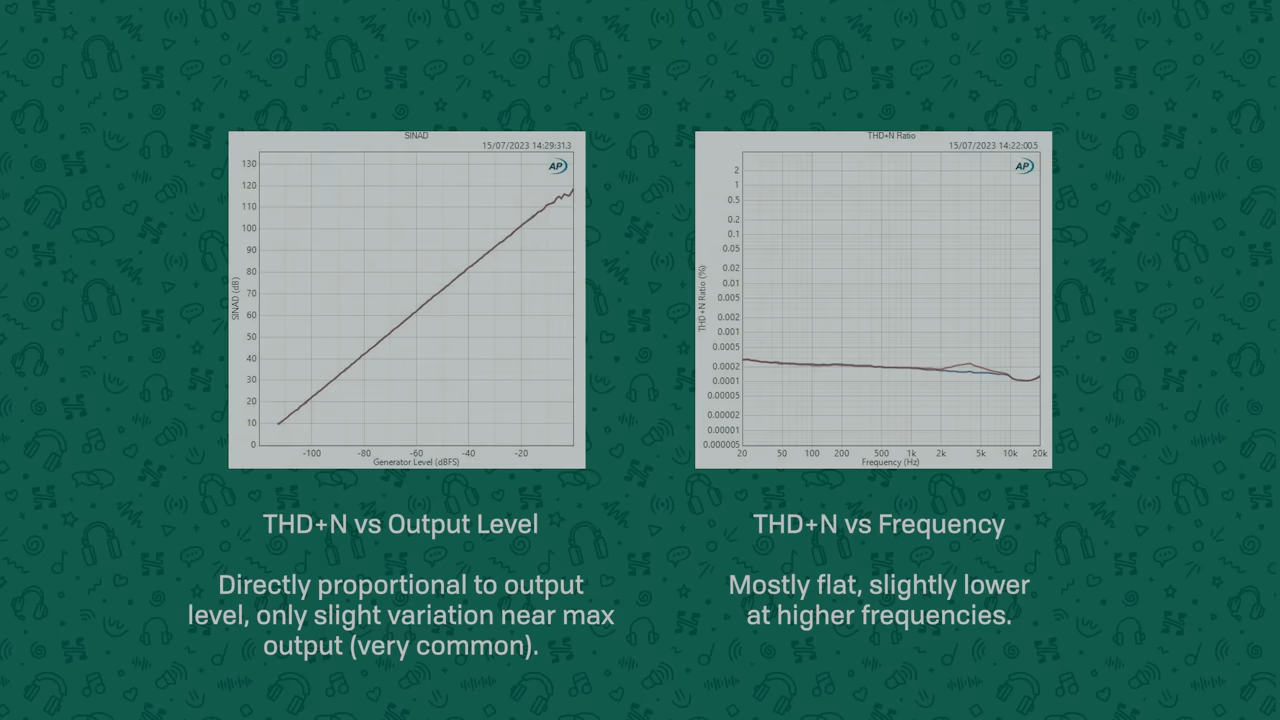 SINAD
15/07/2023 14:29:31.3
AP
130
120
110
100
90
80
70
60
50
40
30
20
10
0
SINAD (dB)
-100 -80 -60 -40 -20
Generator Level (dBFS)
THD+N vs Output Level
Directly proportional to output
level, only slight variation near max
output (very common).
THD+N Ratio
15/07/2023 14:22:00.5
AP
2
1
0.5
0.2
0.1
0.05
0.02
0.01
0.005
0.002
0.001
0.0005
0.0002
0.0001
0.00005
0.00002
0.00001
0.000005
THD+N Ratio (%)
20 50 100 200 500 1k 2k 5k 10k 20k
Frequency (Hz)
THD+N vs Frequency
Mostly flat, slightly lower
at higher frequencies.